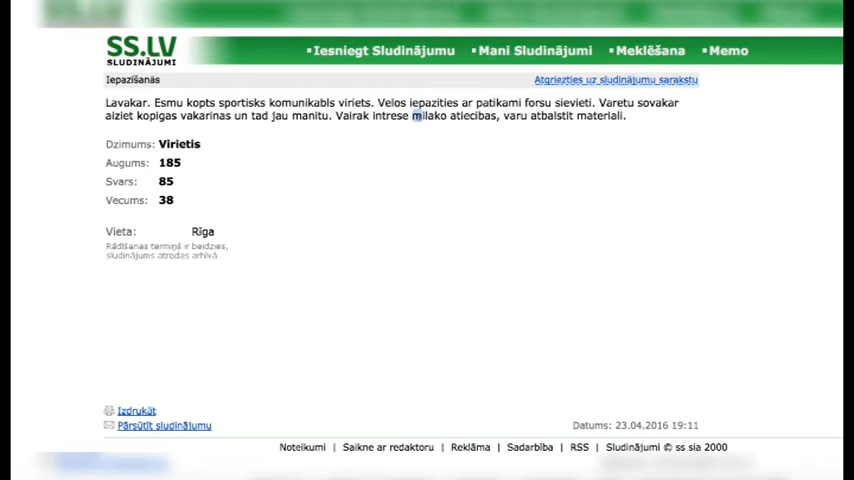 SS.LV
SLUDINĀJUMI
Iesniegt Sludinājumu
Mani Sludinājumi
Meklēšana
Memo
Iepazīšanās
Atgriezties uz sludinājumu sarakstu
Lavakar. Esmu kopts sportisks komunikabls viriets. Velos iepazities ar patikami forsu sievieti. Varetu sovakar
aiziet kopigas vakarinas un tad jau manitu. Vairak intrese milako atiecibas, varu atbalstit materiali.
Dzimums: Virietis
Augums: 185
Svars: 85
Vecums: 38
Vieta: Rīga
Rādīšanas termiņš ir beidzies,
sludinājums atrodas arhīvā
Izdrukāt
Pārsūtīt sludinājumu
Datums: 23.04.2016 19:11
Noteikumi | Saikne ar redaktoru | Reklāma | Sadarbība | RSS | Sludinājumi © ss sia 2000